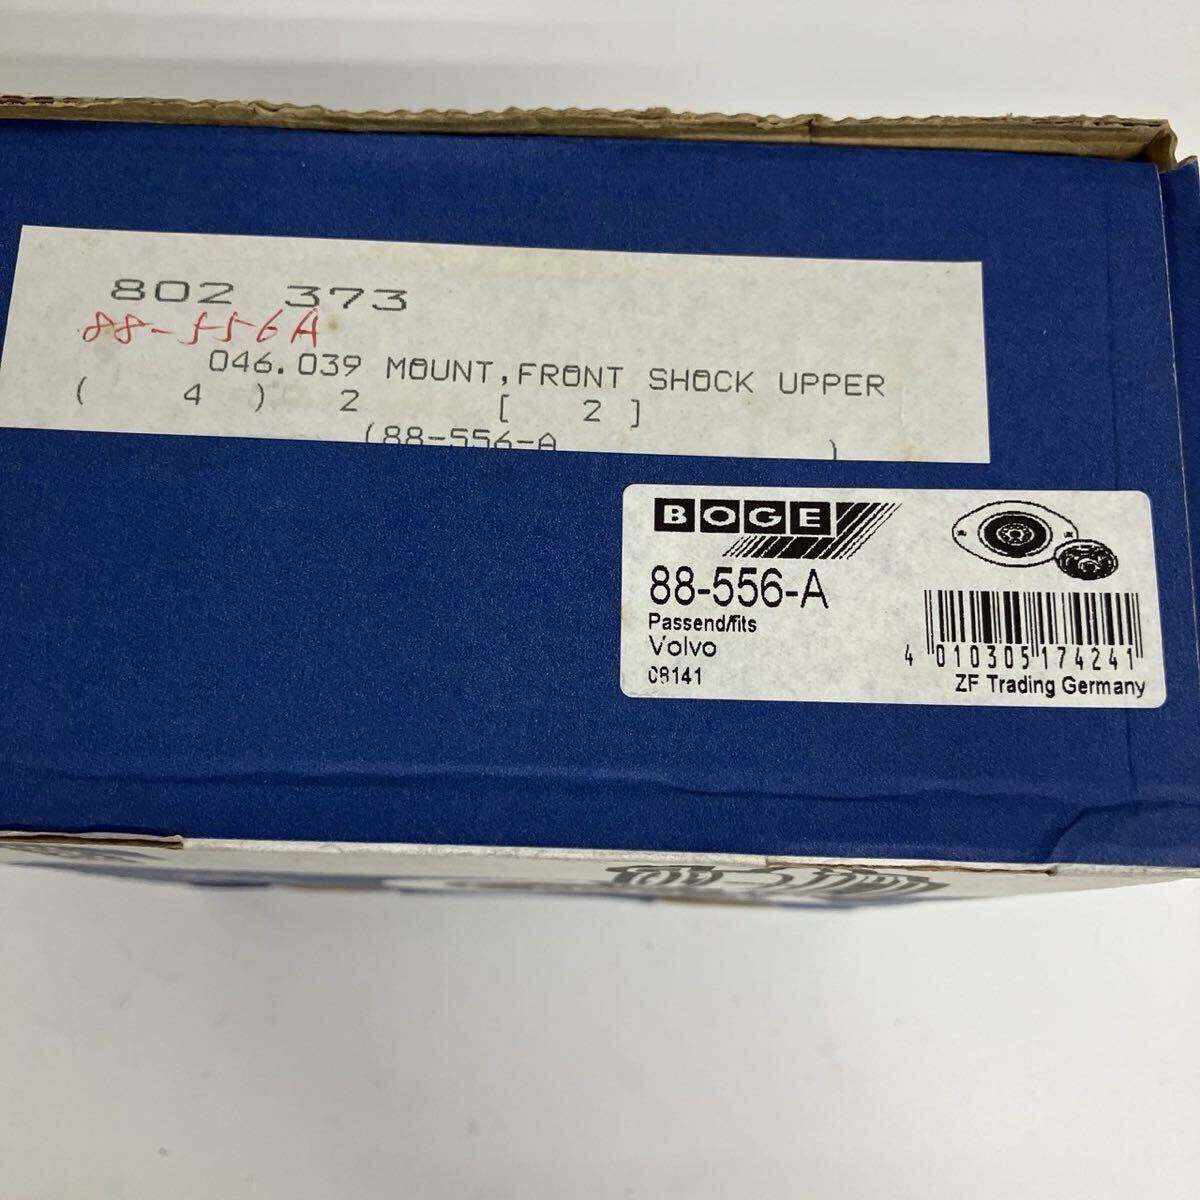 802 373
88-556A
046.039 MOUNT,FRONT SHOCK UPPER
( 4 ) 2 [ 2 ]
(88-556-A )
BOGE
88-556-A
Passend/fits
Volvo
08141
4 010305 174241
ZF Trading Germany